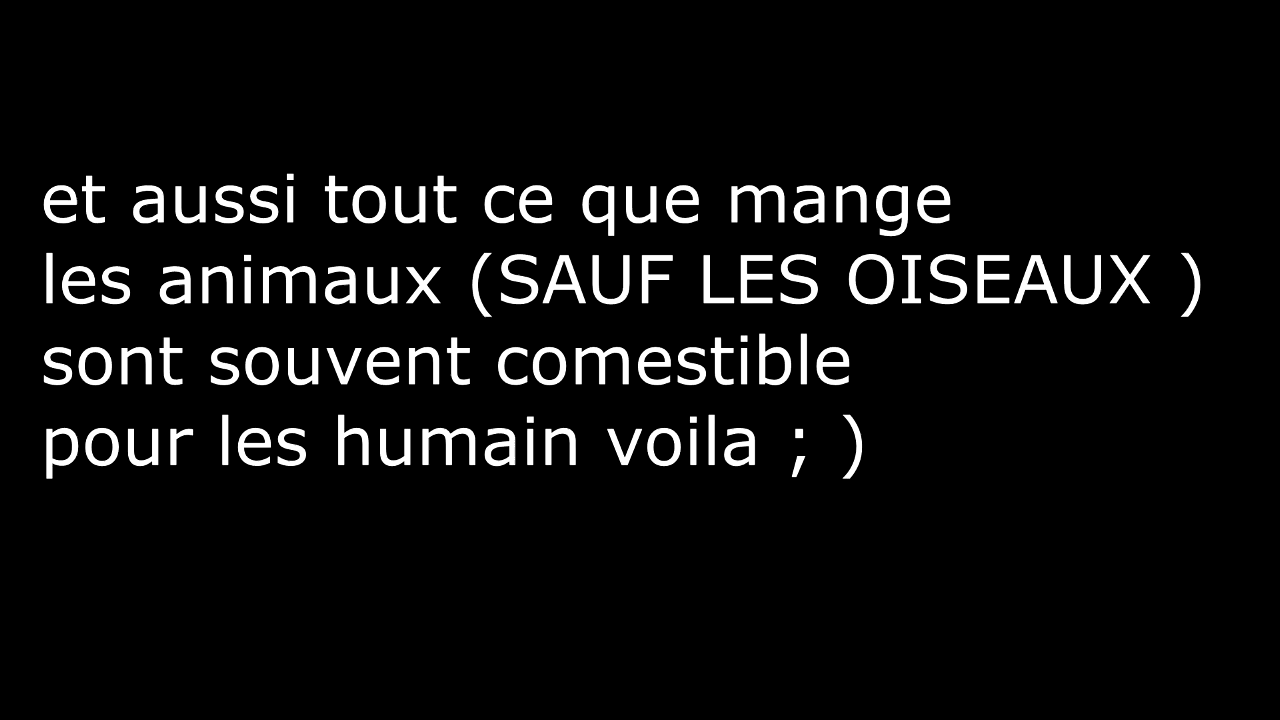 et aussi tout ce que mange
les animaux (SAUF LES OISEAUX )
sont souvent comestible
pour les humain voila ; )